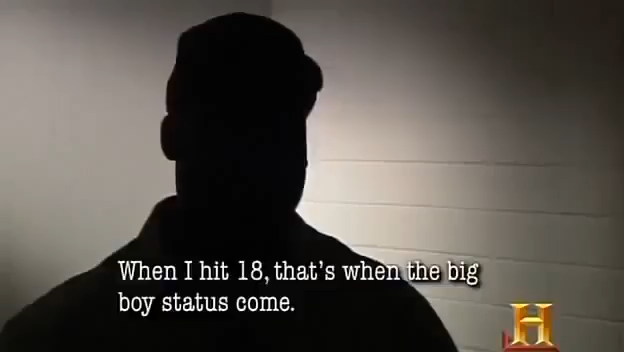 When I hit 18, that's when the big
boy status come.
H